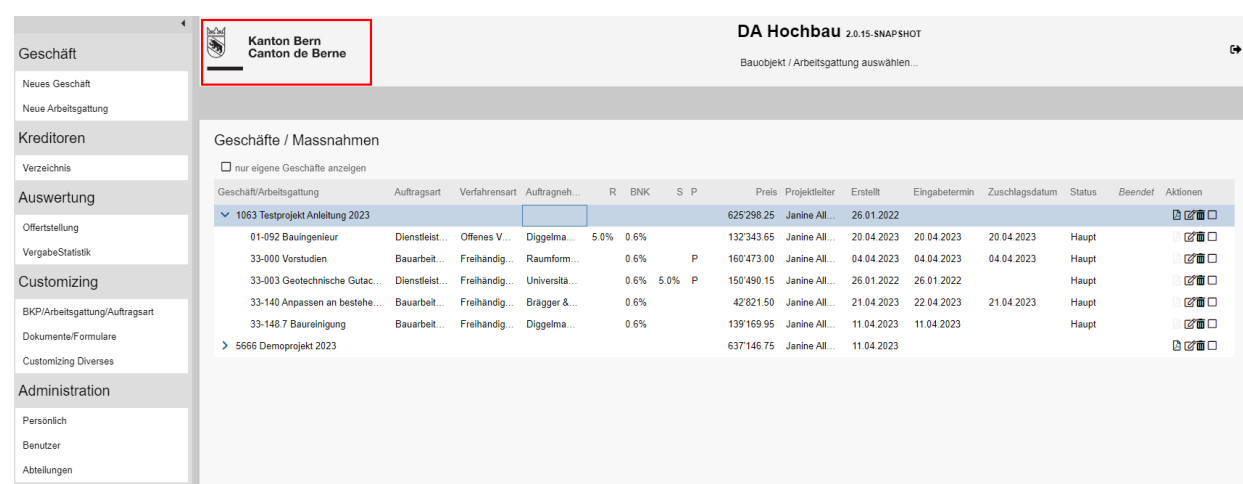 Geschäft
Neues Geschäft
Neue Arbeitsgattung
Kreditoren
Verzeichnis
Auswertung
Offertstellung
VergabeStatistik
Customizing
BKP/Arbeitsgattung/Auftragsart
Dokumente/Formulare
Customizing Diverses
Administration
Persönlich
Benutzer
Abteilungen
Kanton Bern
Canton de Berne
DA Hochbau 2.0.15-SNAPSHOT
Bauobjekt / Arbeitsgattung auswählen...
Geschäfte / Massnahmen
nur eigene Geschäfte anzeigen
Geschäft/Arbeitsgattung Auftragsart Verfahrensart Auftragneh... R BNK S P Preis Projektleiter Erstellt Eingabetermin Zuschlagsdatum Status Beendet Aktionen
1063 Testprojekt Anleitung 2023 625'298.25 Janine All... 26.01.2022
01-092 Bauingenieur Dienstleist... Offenes V... Diggelma... 5.0% 0.6% 132'343.65 Janine All... 20.04.2023 20.04.2023 20.04.2023 Haupt
33-000 Vorstudien Bauarbeit... Freihändig... Raumform... 0.6% P 160'473.00 Janine All... 04.04.2023 04.04.2023 04.04.2023 Haupt
33-003 Geotechnische Gutac... Dienstleist... Freihändig... Universitä... 0.6% 5.0% P 150'490.15 Janine All... 26.01.2022 26.01.2022 Haupt
33-140 Anpassen an bestehe... Bauarbeit... Freihändig... Brägger &... 0.6% 42'821.50 Janine All... 21.04.2023 22.04.2023 21.04.2023 Haupt
33-148.7 Baureinigung Bauarbeit... Freihändig... Diggelma... 0.6% 139'169.95 Janine All... 11.04.2023 11.04.2023 Haupt
5666 Demoprojekt 2023 637'146.75 Janine All... 11.04.2023